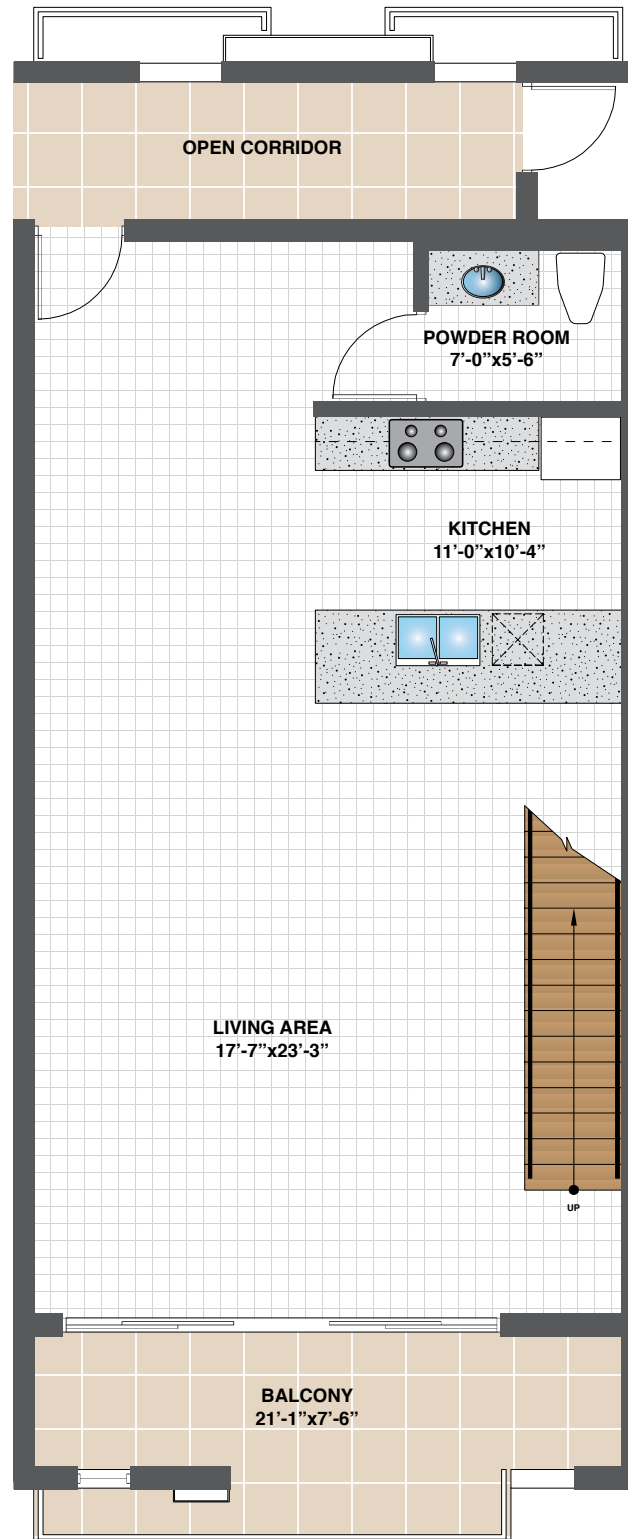 OPEN CORRIDOR
POWDER ROOM
7’-0”x5’-6”
KITCHEN
11’-0”x10’-4”
LIVING AREA
17’-7”x23’-3”
UP
BALCONY
21’-1”x7’-6”